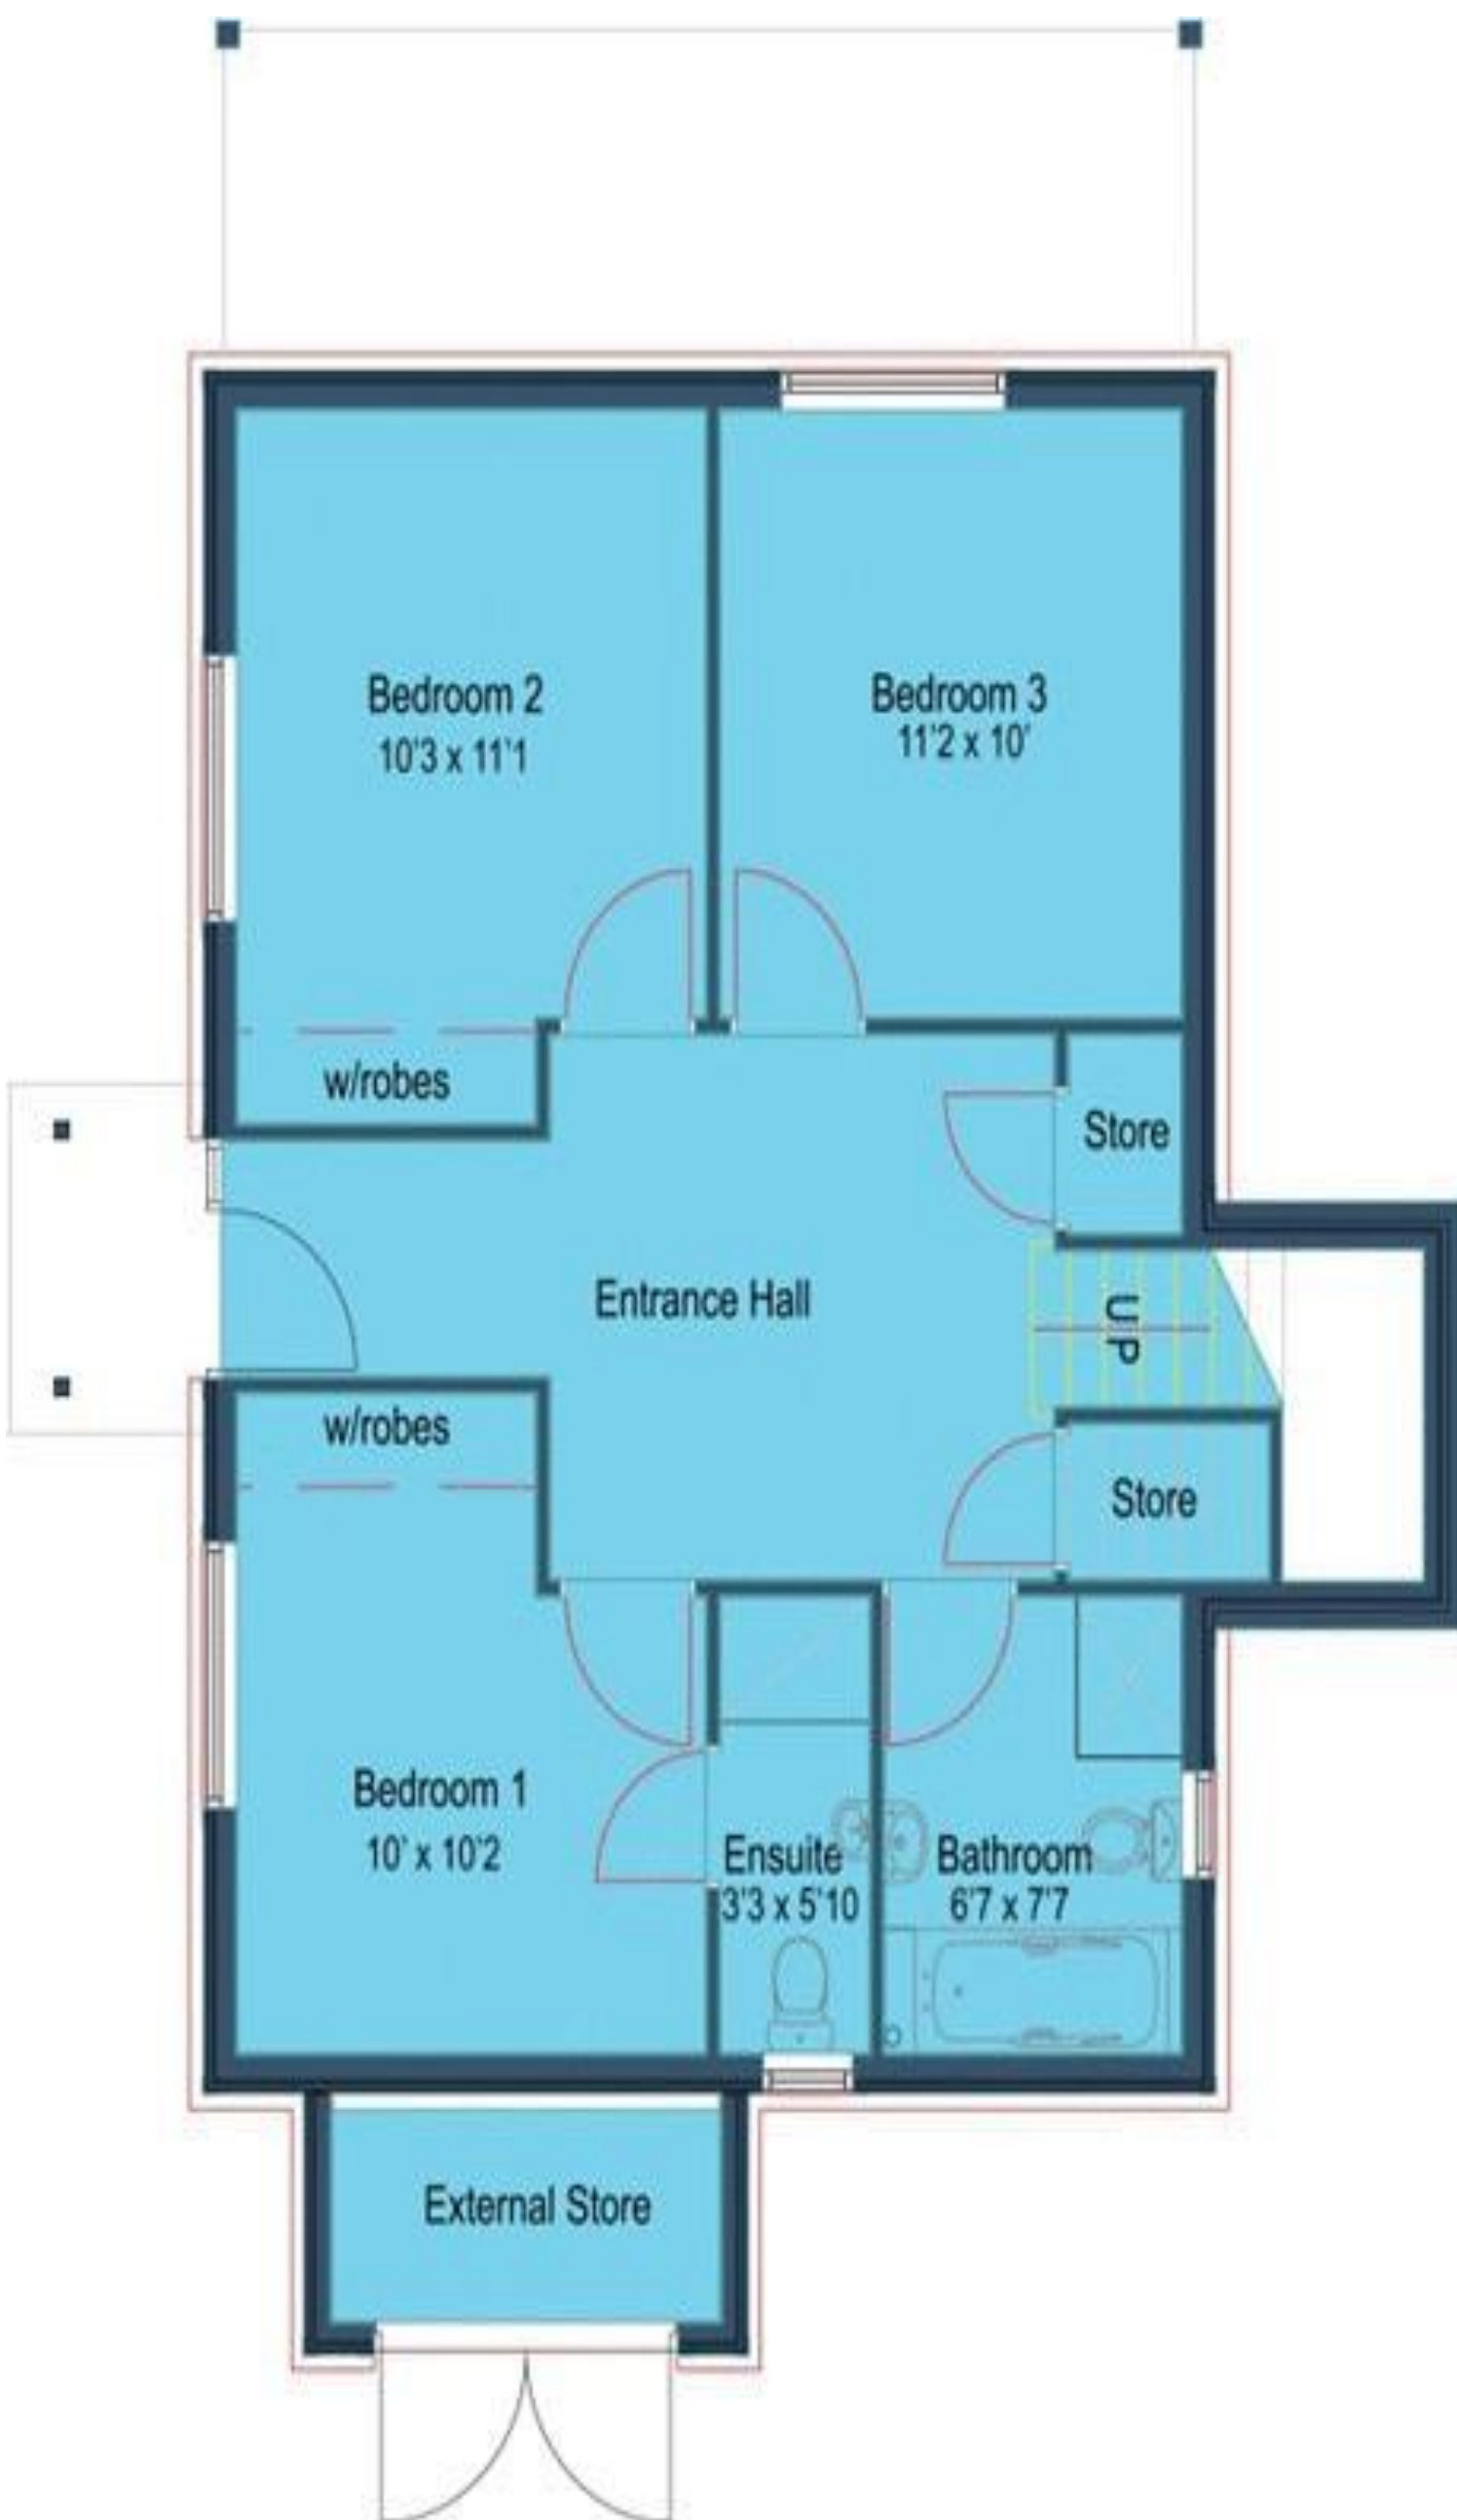 Bedroom 2
10'3 x 11'1
Bedroom 3
11'2 x 10'
w/robes
Store
Entrance Hall
UP
w/robes
Store
Bedroom 1
10' x 10'2
Ensuite
3'3 x 5'10
Bathroom
6'7 x 7'7
External Store